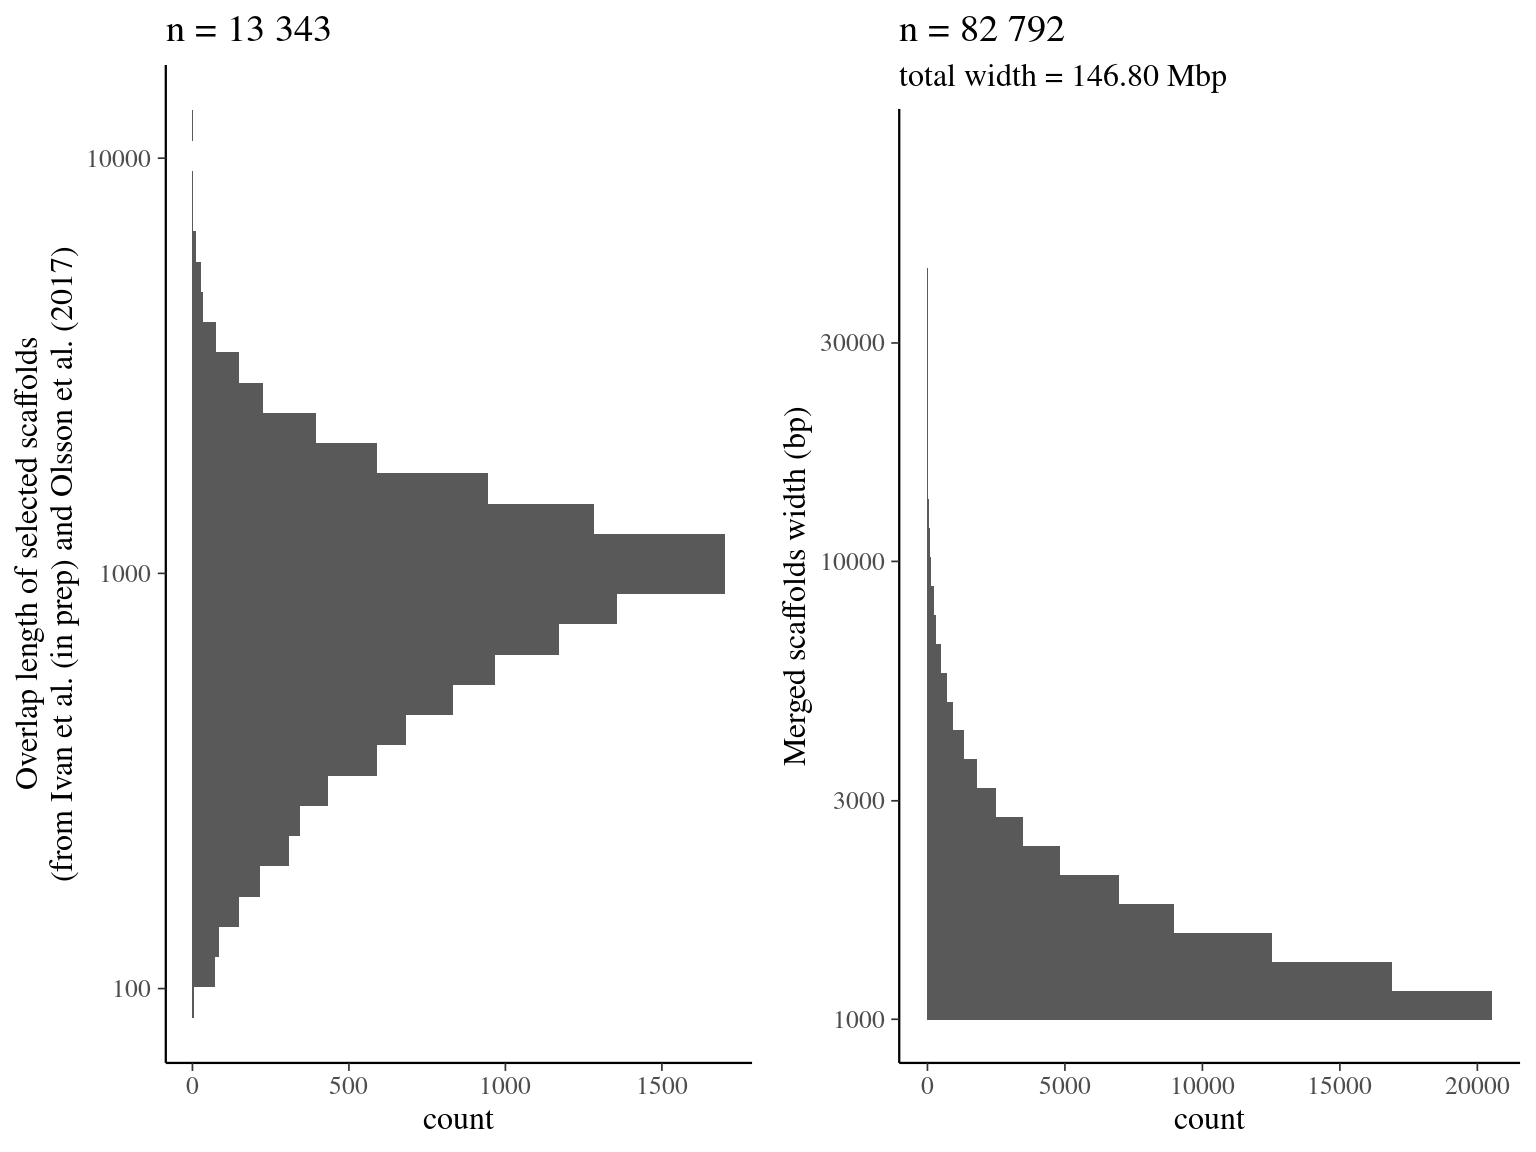 n = 13 343
10000
1000
100
Overlap length of selected scaffolds
(from Ivan et al. (in prep) and Olsson et al. (2017)
0 500 1000 1500
count
n = 82 792
total width = 146.80 Mbp
30000
10000
3000
1000
Merged scaffolds width (bp)
0 5000 10000 15000 20000
count